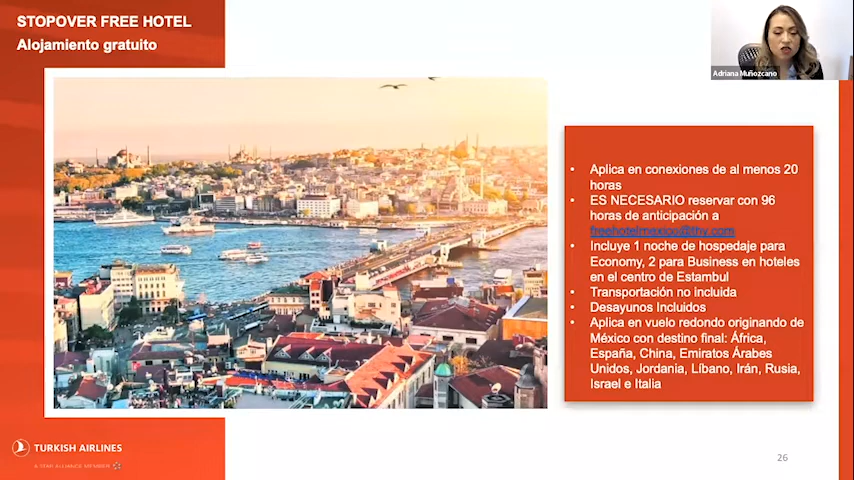 STOPOVER FREE HOTEL
Alojamiento gratuito
Adriana Muñozcano
• Aplica en conexiones de al menos 20
horas
• ES NECESARIO reservar con 96
horas de anticipación a
freehotelmexico@thy.com
• Incluye 1 noche de hospedaje para
Economy, 2 para Business en hoteles
en el centro de Estambul
• Transportación no incluida
• Desayunos Incluidos
• Aplica en vuelo redondo originando de
México con destino final: África,
España, China, Emiratos Árabes
Unidos, Jordania, Líbano, Irán, Rusia,
Israel e Italia
TURKISH AIRLINES
A STAR ALLIANCE MEMBER
26